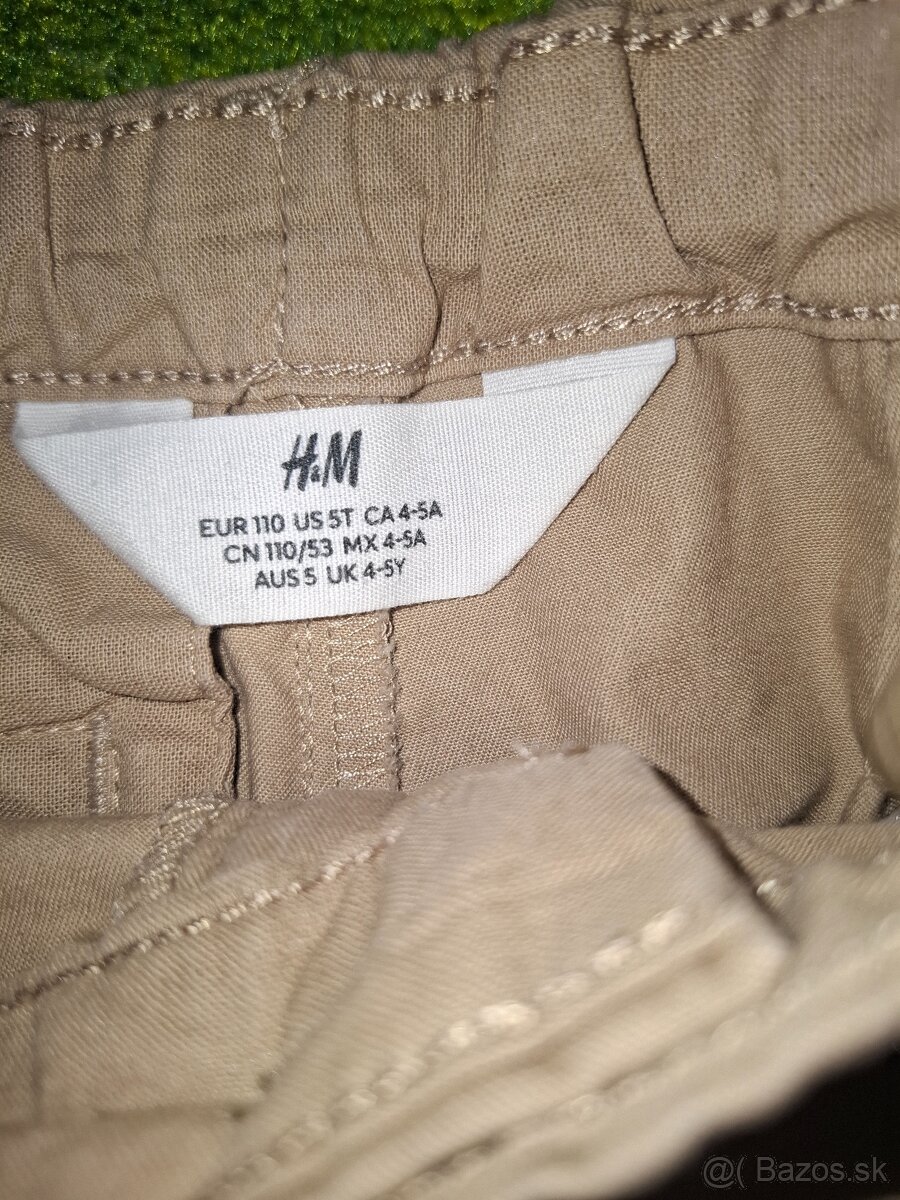 H&M
EUR 110 US 5T CA 4-5A
CN 110/53 MX 4-5A
AUS 5 UK 4-5Y
@( Bazos.sk